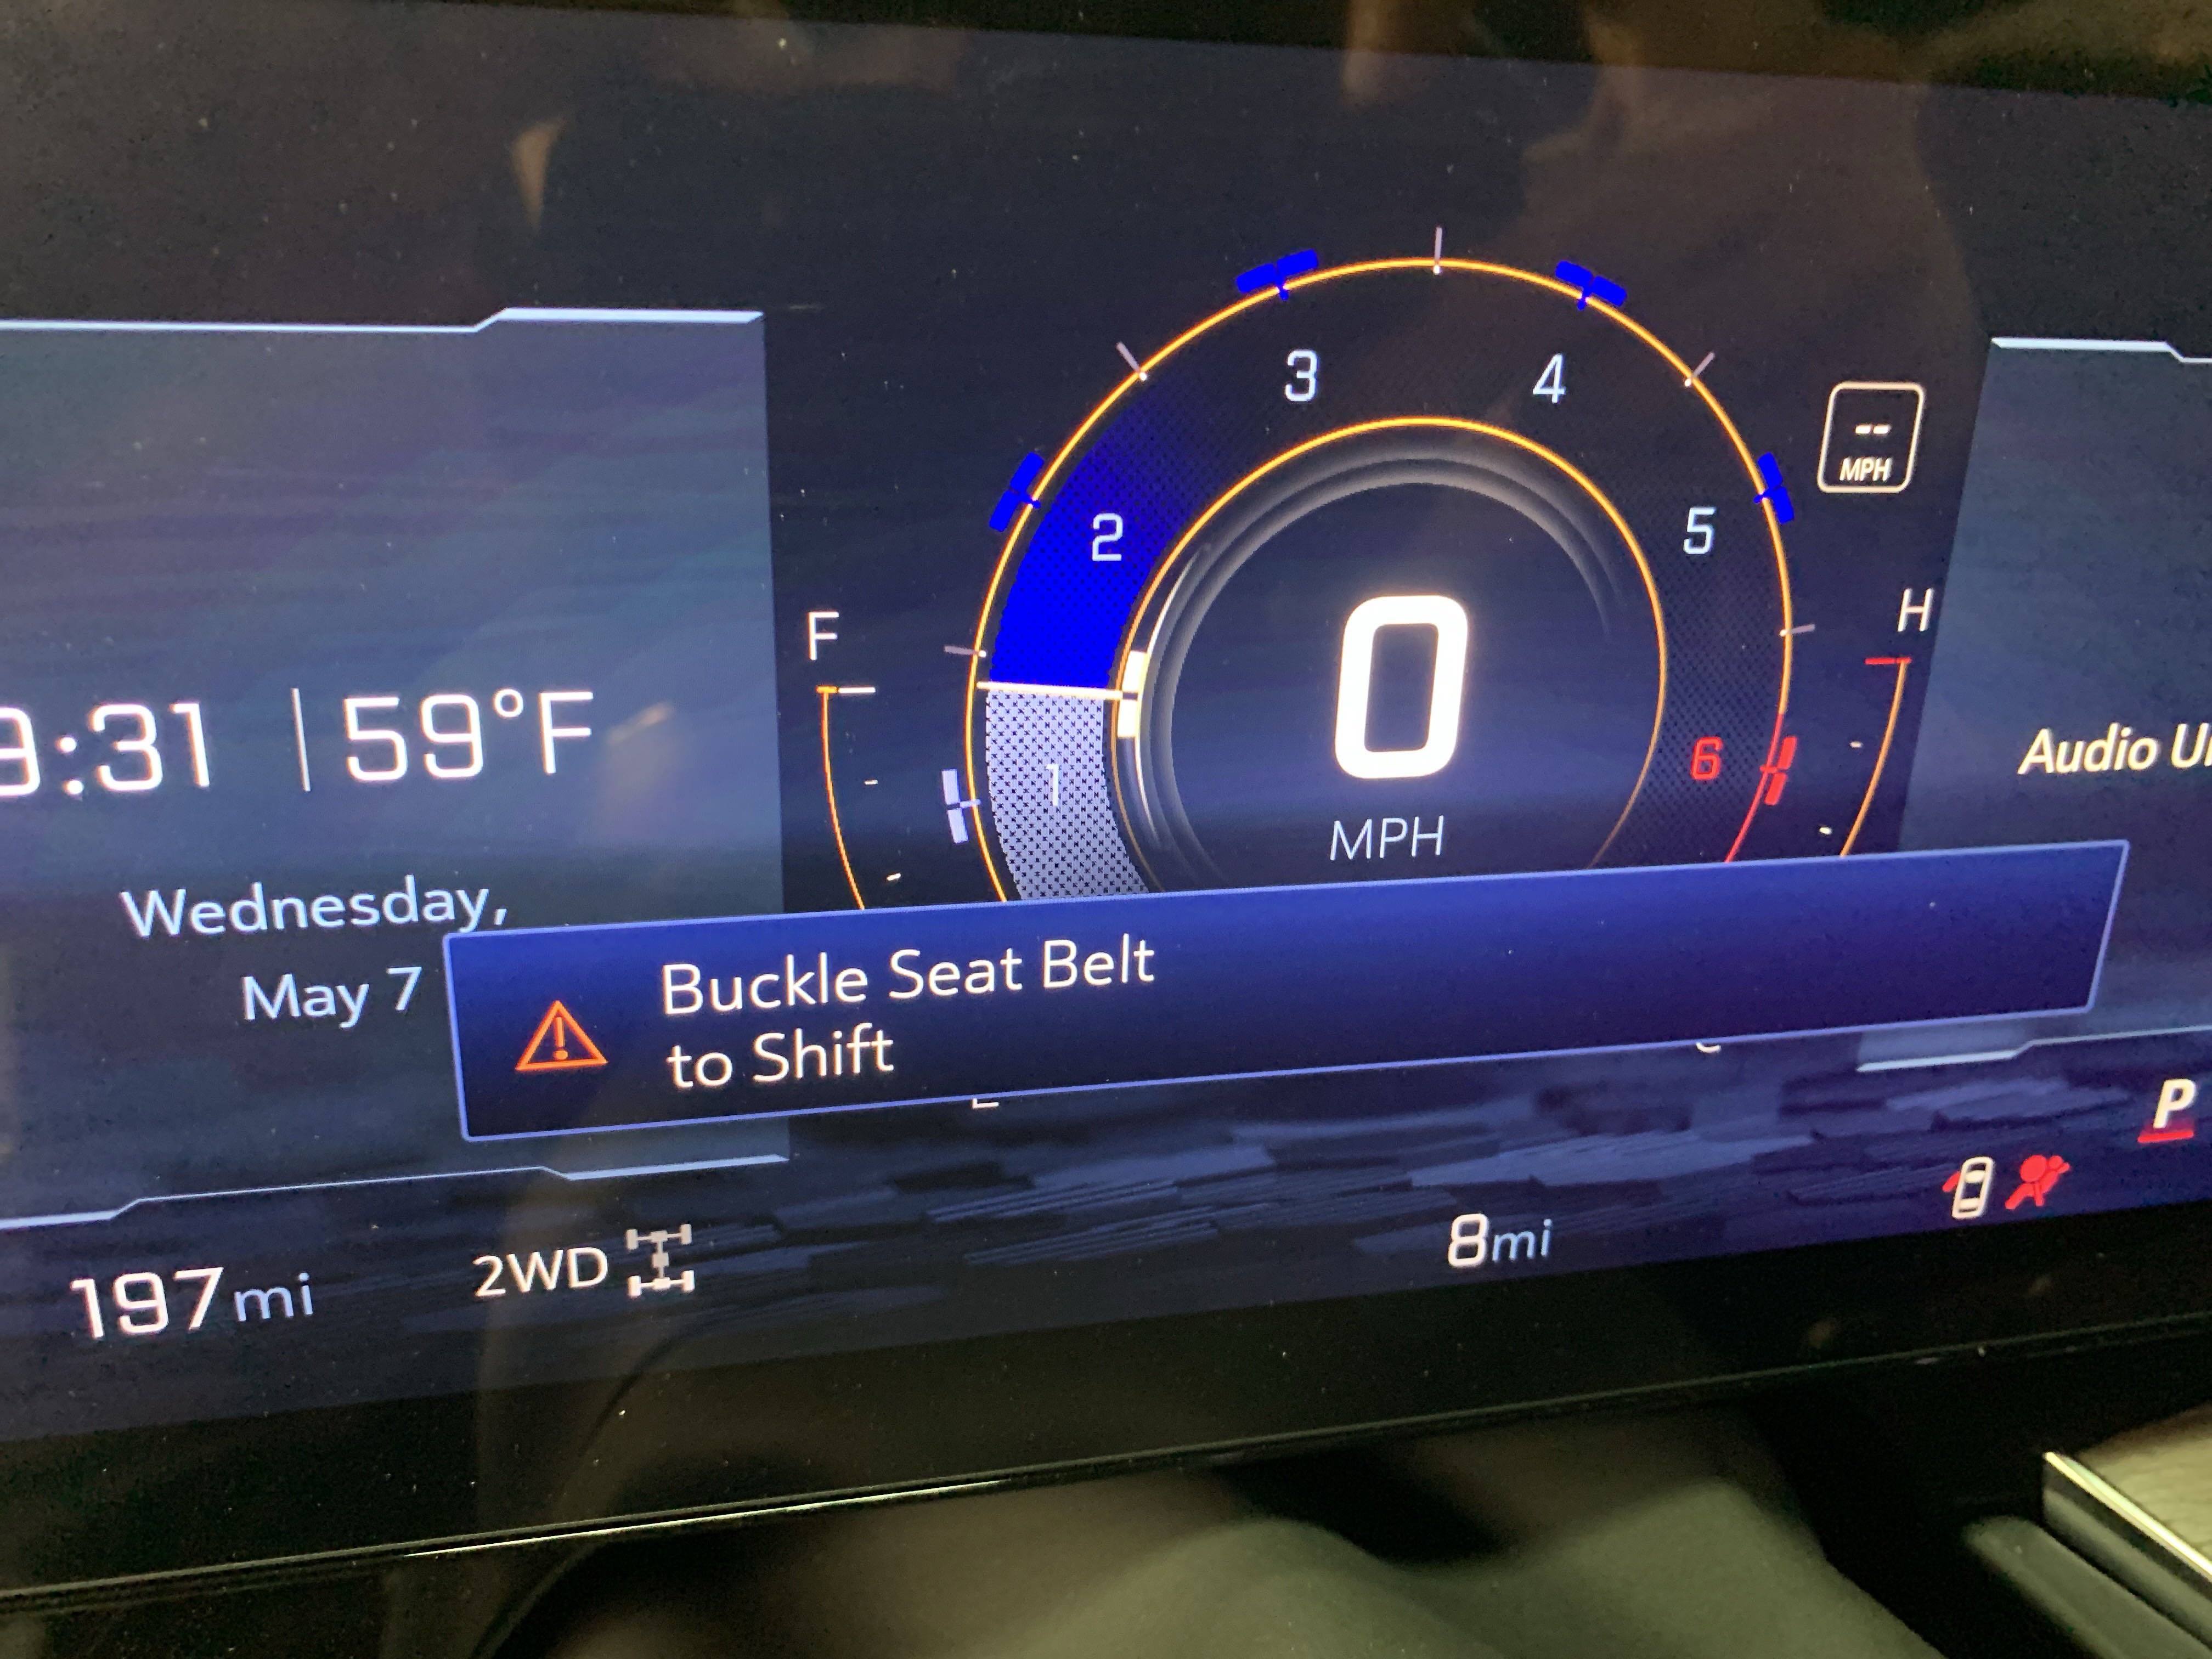 3
4
--
MPH
2
5
F
H
0
59°F
:31
6
1
MPH
Audio
Wednesday,
May 7
Buckle Seat Belt
to Shift
P
8mi
2WD
197mi